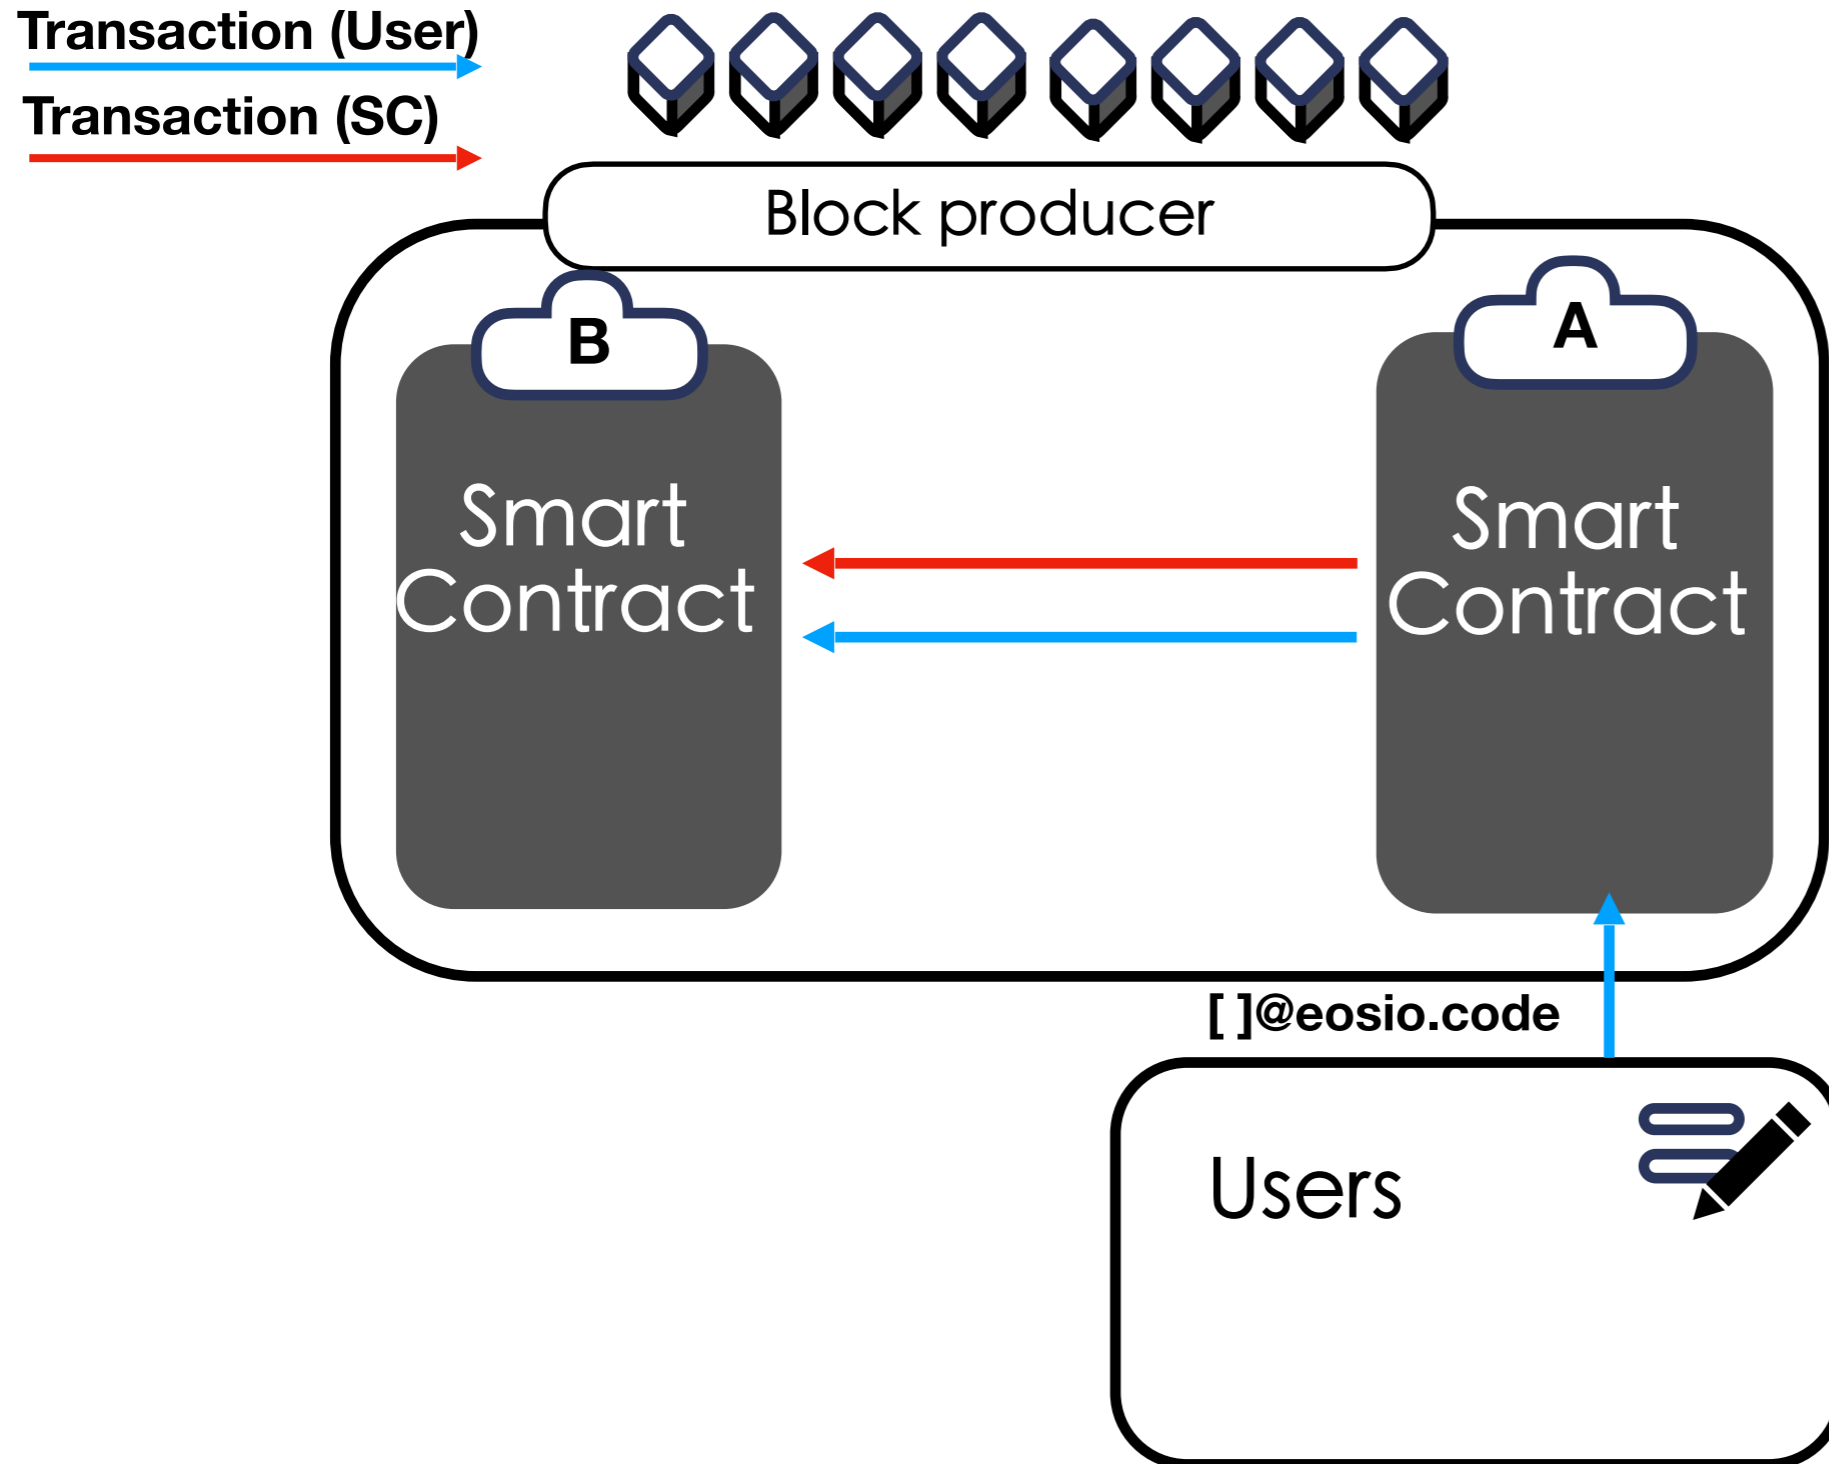 Transaction (User)
Transaction (SC)
Block producer
B
A
Smart
Contract
Smart
Contract
[ ]@eosio.code
Users